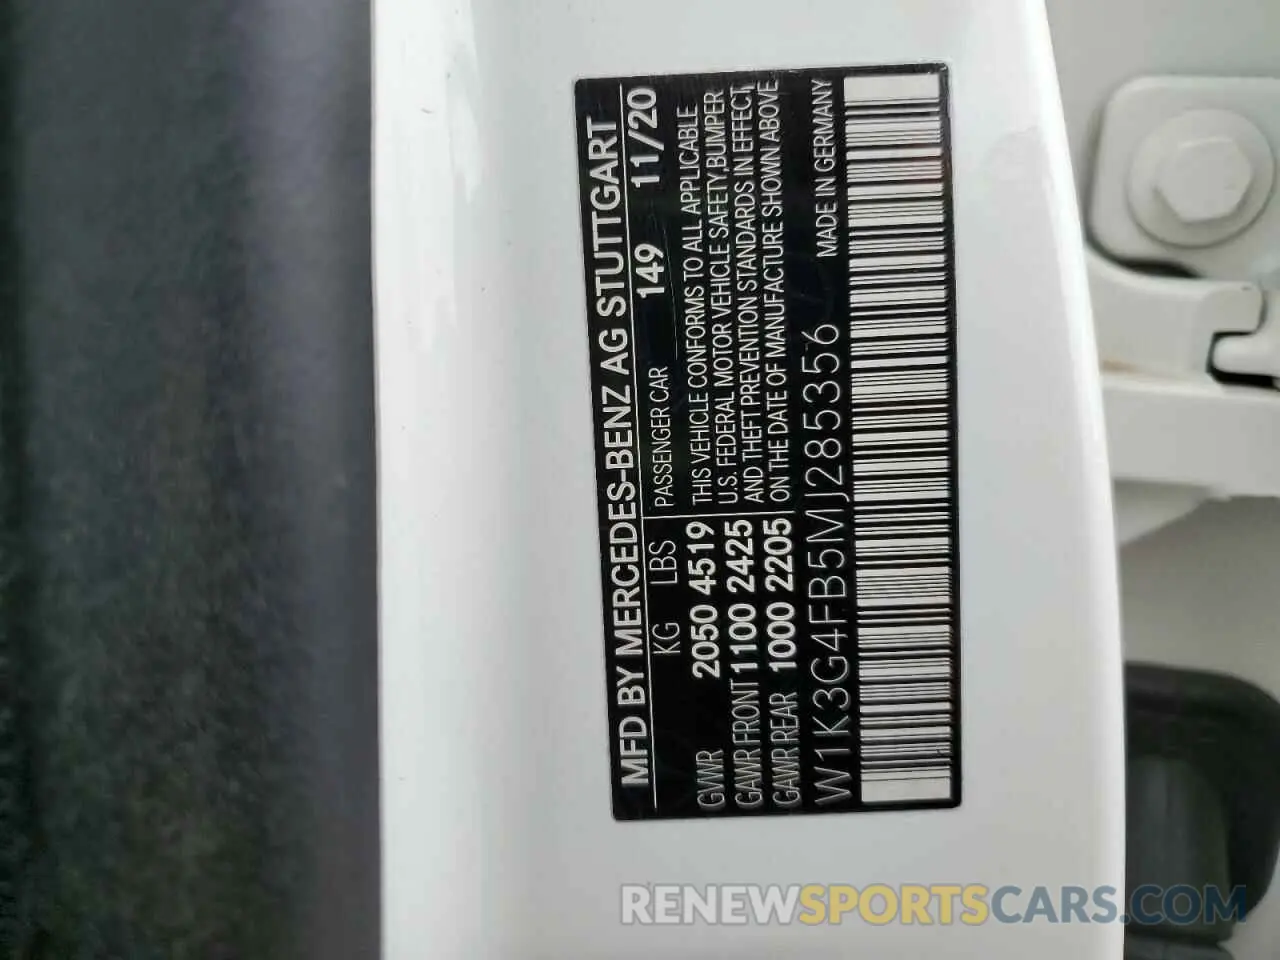 MFD BY MERCEDES-BENZ AG STUTTGART
KG LBS PASSENGER CAR 149 11/20
GVWR 2050 4519 THIS VEHICLE CONFORMS TO ALL APPLICABLE
GAWR FRONT 1100 2425 U.S. FEDERAL MOTOR VEHICLE SAFETY, BUMPER
GAWR REAR 1000 2205 AND THEFT PREVENTION STANDARDS IN EFFECT
ON THE DATE OF MANUFACTURE SHOWN ABOVE
W1K3G4FB5MJ285356 MADE IN GERMANY
RENEWSPORTSCARS.COM